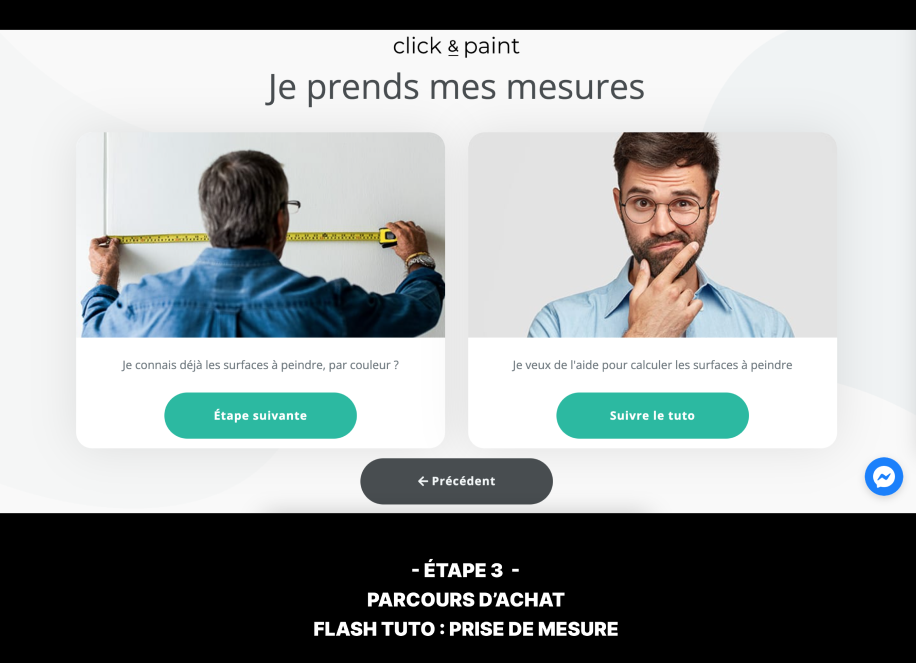 click & paint
Je prends mes mesures
Je connais déjà les surfaces à peindre, par couleur ?
Étape suivante
Je veux de l'aide pour calculer les surfaces à peindre
Suivre le tuto
← Précédent
- ÉTAPE 3 -
PARCOURS D’ACHAT
FLASH TUTO : PRISE DE MESURE